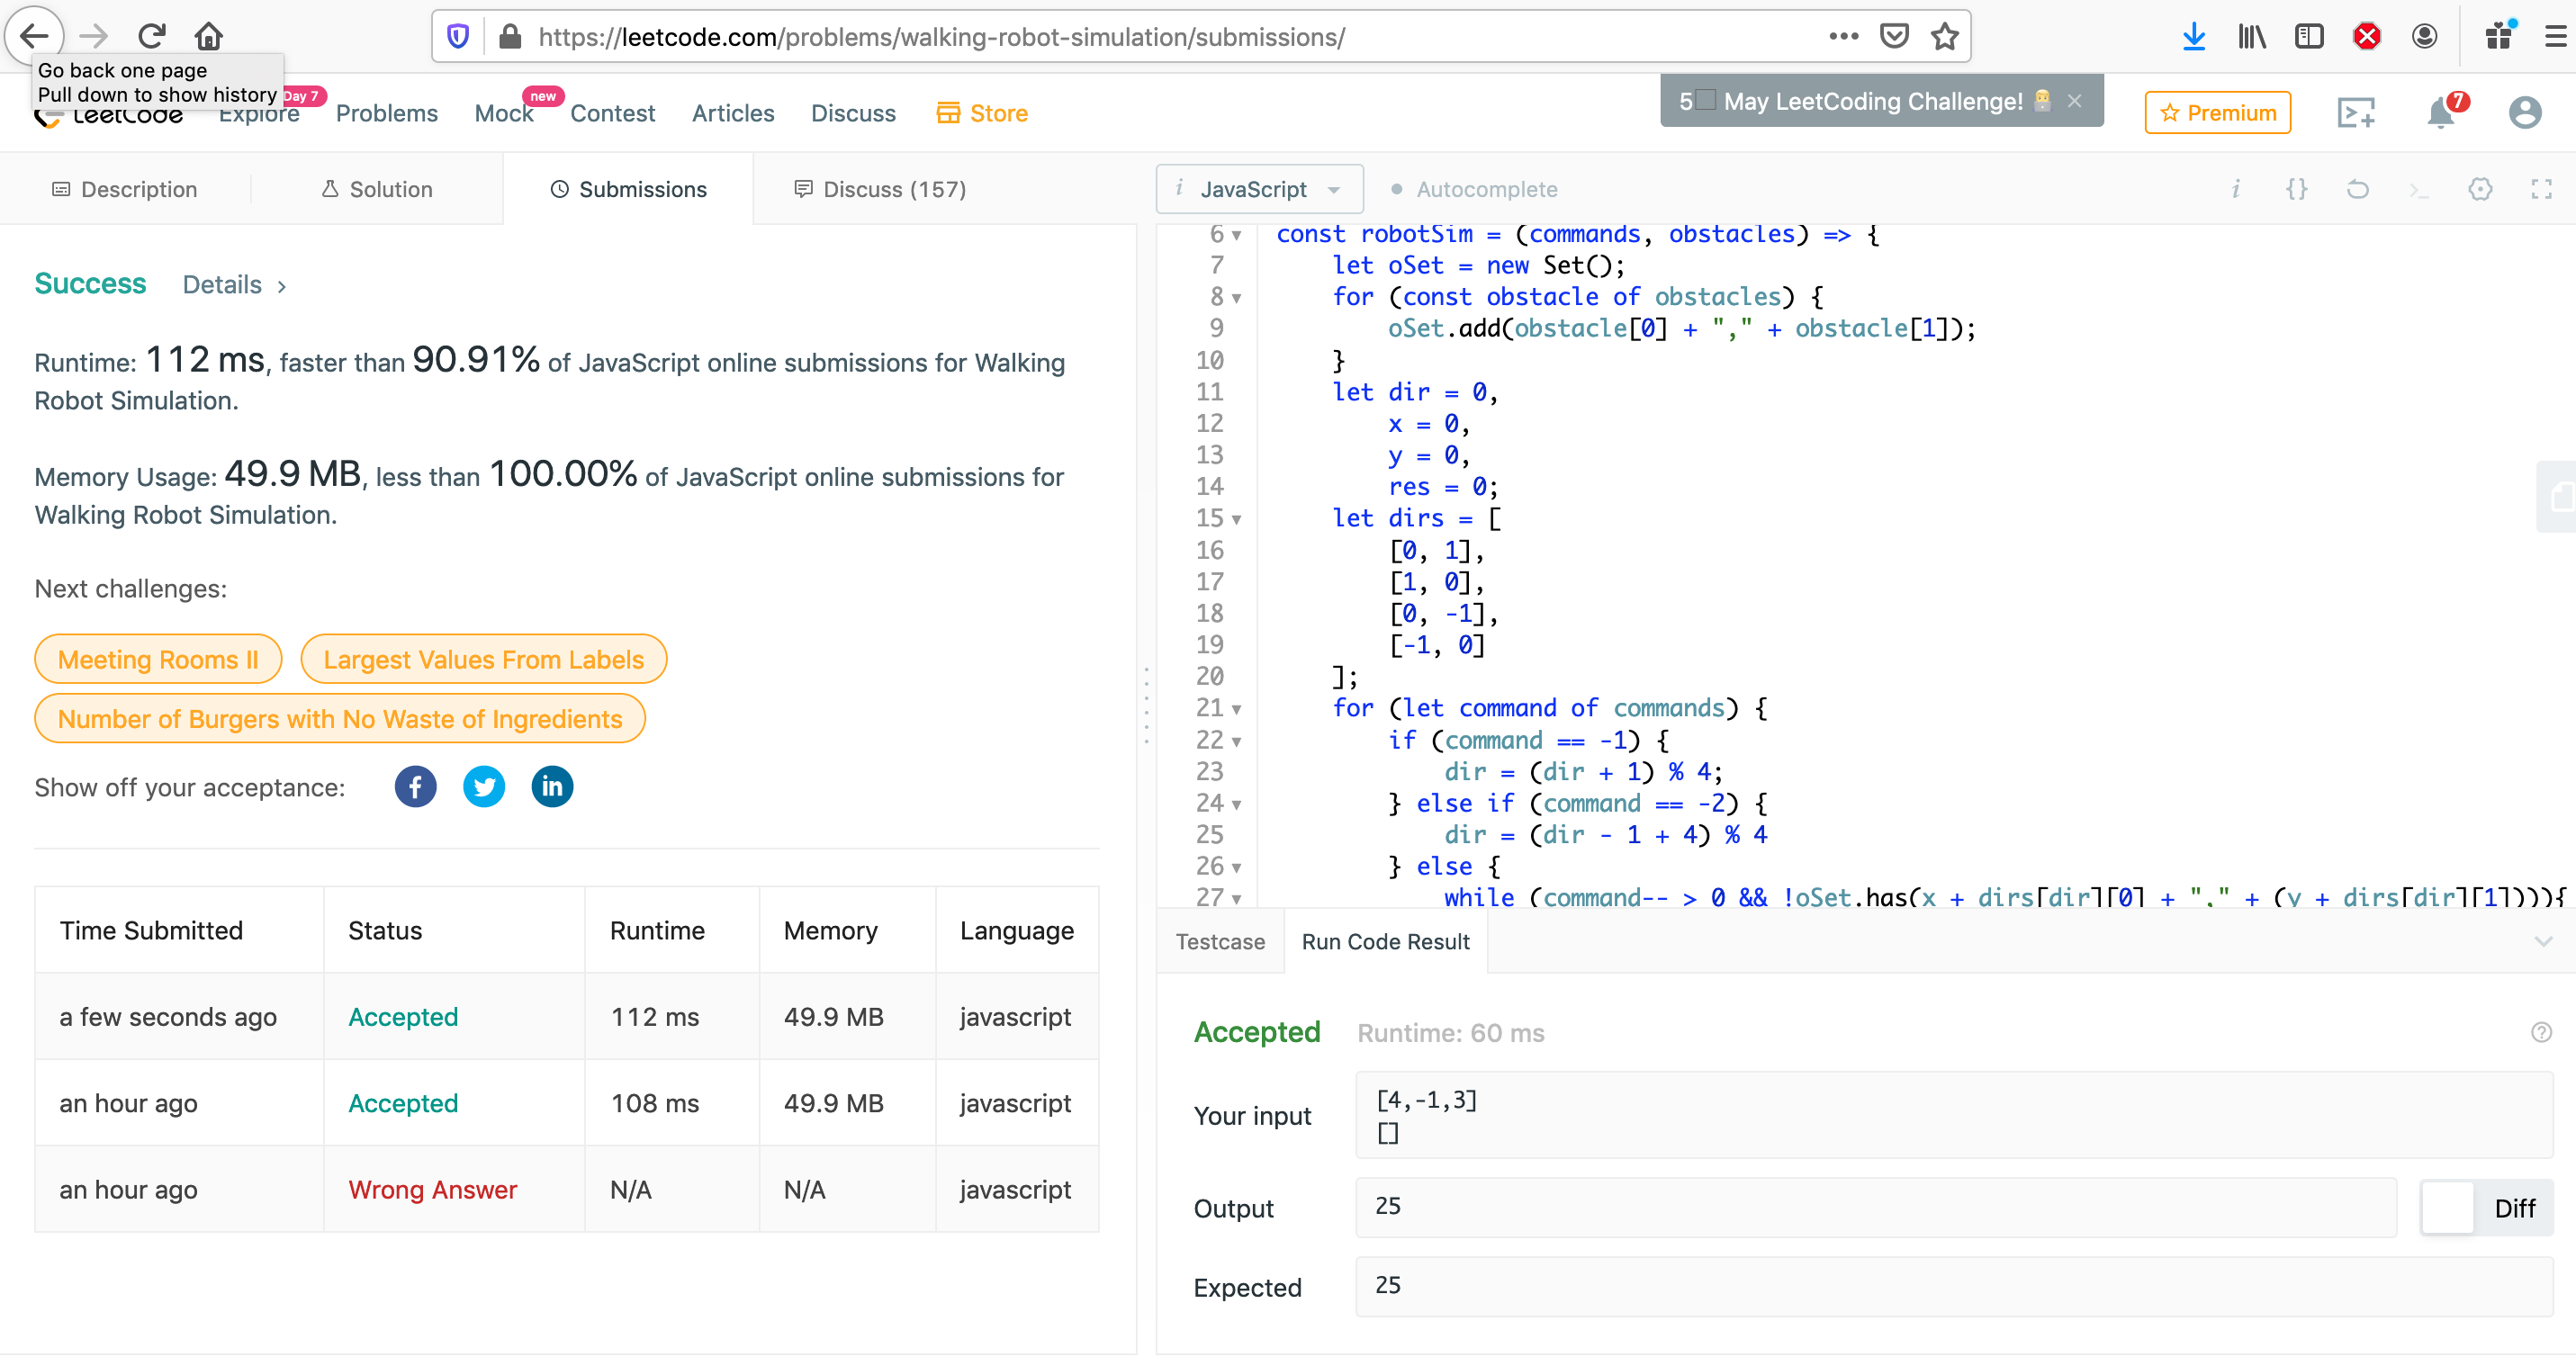 https://leetcode.com/problems/walking-robot-simulation/submissions/
Go back one page
Pull down to show history
LeetCode
Explore
Day 7
Problems
Mock
new
Contest
Articles
Discuss
Store
5 May LeetCoding Challenge!
Premium
7
Description
Solution
Submissions
Discuss (157)
i JavaScript
Autocomplete
Success Details >
Runtime: 112 ms, faster than 90.91% of JavaScript online submissions for Walking
Robot Simulation.
Memory Usage: 49.9 MB, less than 100.00% of JavaScript online submissions for
Walking Robot Simulation.
Next challenges:
Meeting Rooms II
Largest Values From Labels
Number of Burgers with No Waste of Ingredients
Show off your acceptance:
Time Submitted Status Runtime Memory Language
a few seconds ago Accepted 112 ms 49.9 MB javascript
an hour ago Accepted 108 ms 49.9 MB javascript
an hour ago Wrong Answer N/A N/A javascript
6 const robotSim = (commands, obstacles) => {
7 let oSet = new Set();
8 for (const obstacle of obstacles) {
9 oSet.add(obstacle[0] + "," + obstacle[1]);
10 }
11 let dir = 0,
12 x = 0,
13 y = 0,
14 res = 0;
15 let dirs = [
16 [0, 1],
17 [1, 0],
18 [0, -1],
19 [-1, 0]
20 ];
21 for (let command of commands) {
22 if (command == -1) {
23 dir = (dir + 1) % 4;
24 } else if (command == -2) {
25 dir = (dir - 1 + 4) % 4
26 } else {
27 while (command-- > 0 && !oSet.has(x + dirs[dir][0] + "," + (y + dirs[dir][1]))){
Testcase
Run Code Result
Accepted Runtime: 60 ms
Your input
[4,-1,3]
[]
Output
25
Diff
Expected
25